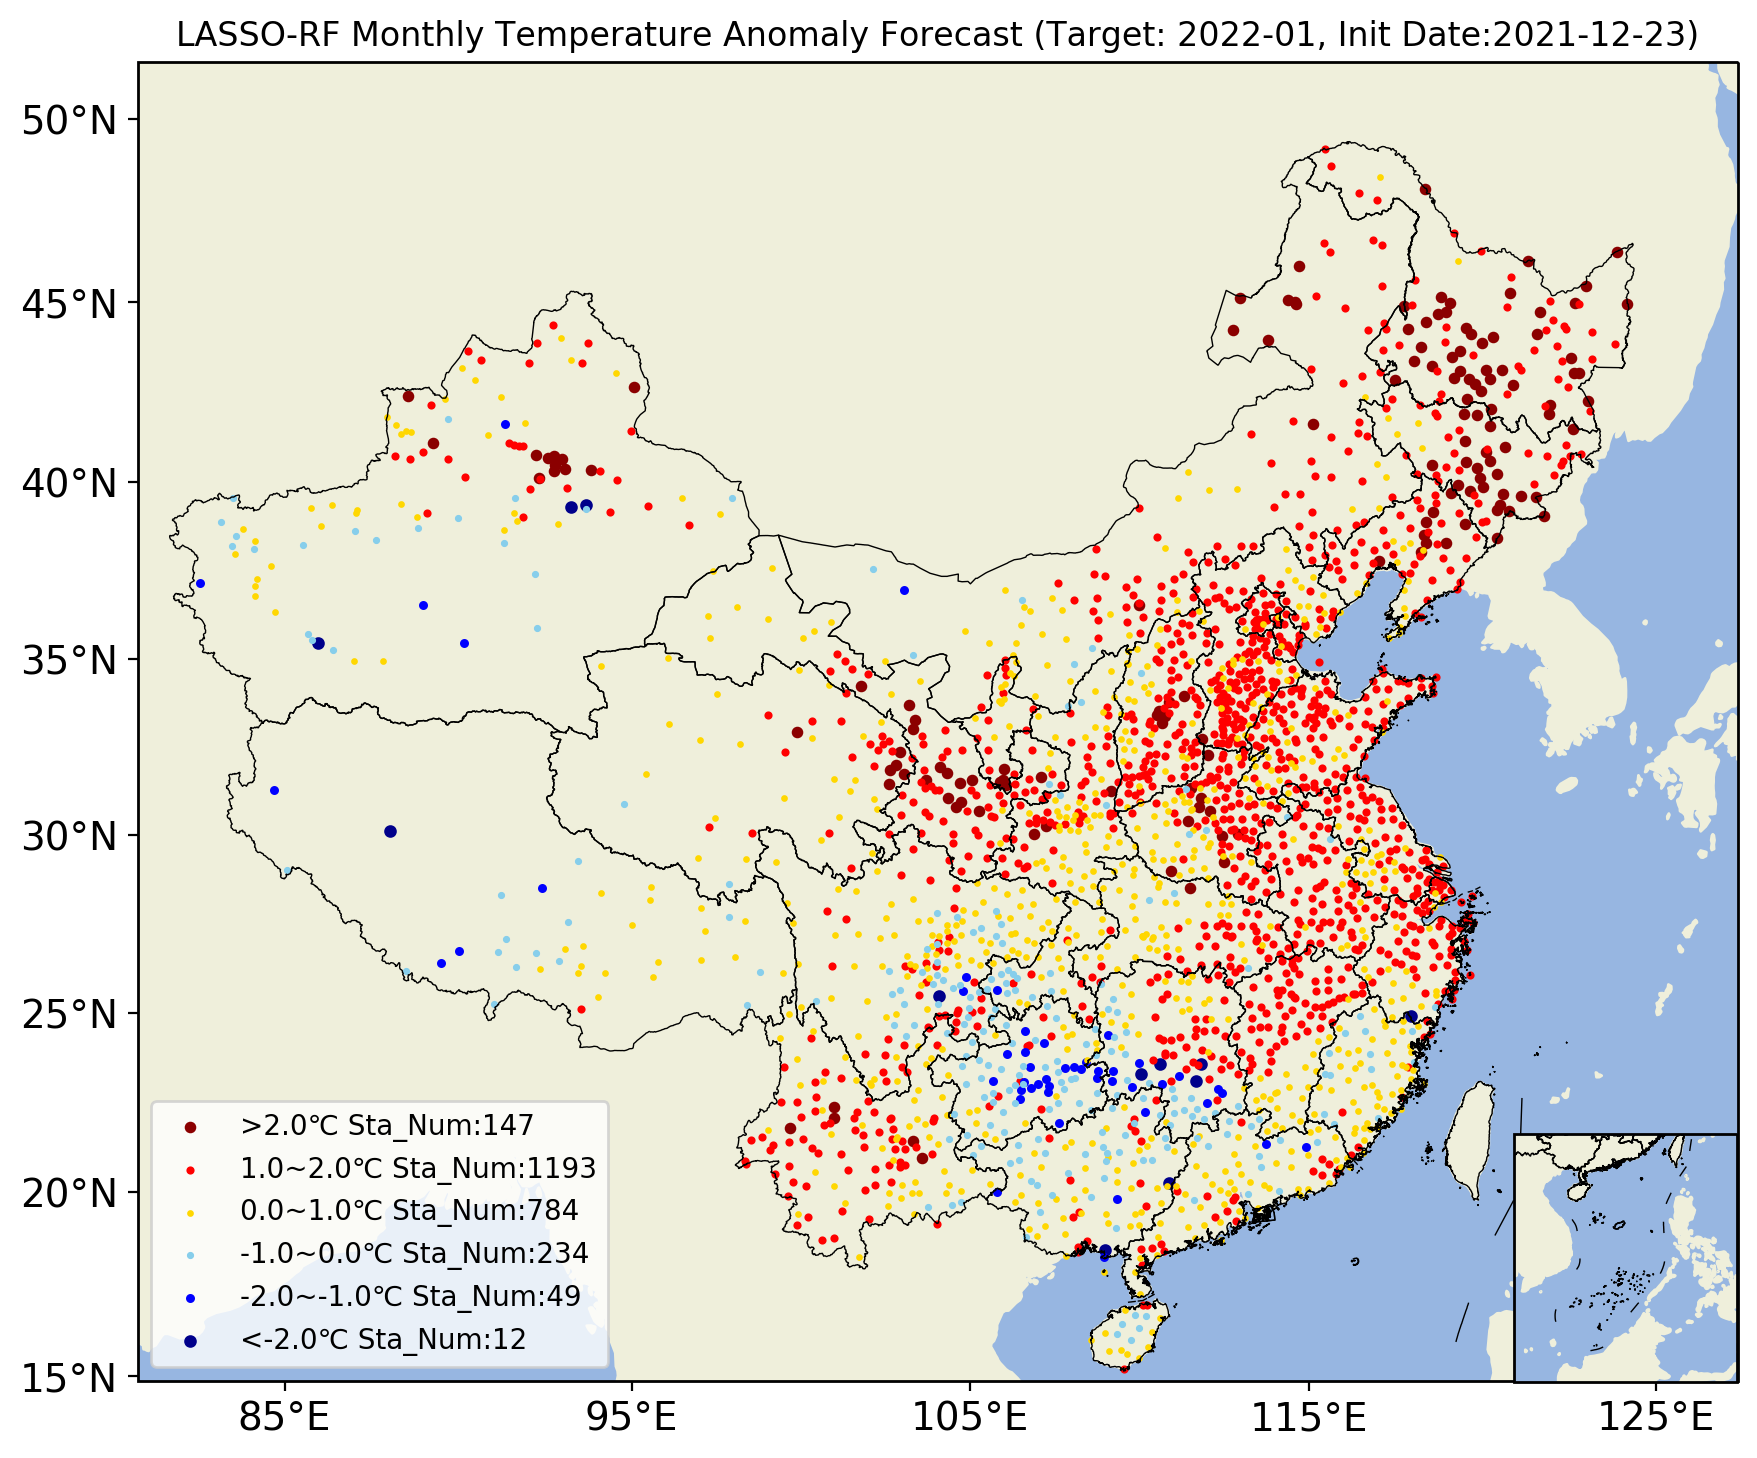 LASSO-RF Monthly Temperature Anomaly Forecast (Target: 2022-01, Init Date:2021-12-23)
50°N
45°N
40°N
35°N
30°N
25°N
20°N
15°N
>2.0℃ Sta_Num:147
1.0~2.0℃ Sta_Num:1193
0.0~1.0℃ Sta_Num:784
-1.0~0.0℃ Sta_Num:234
-2.0~-1.0℃ Sta_Num:49
<-2.0℃ Sta_Num:12
85°E
95°E
105°E
115°E
125°E